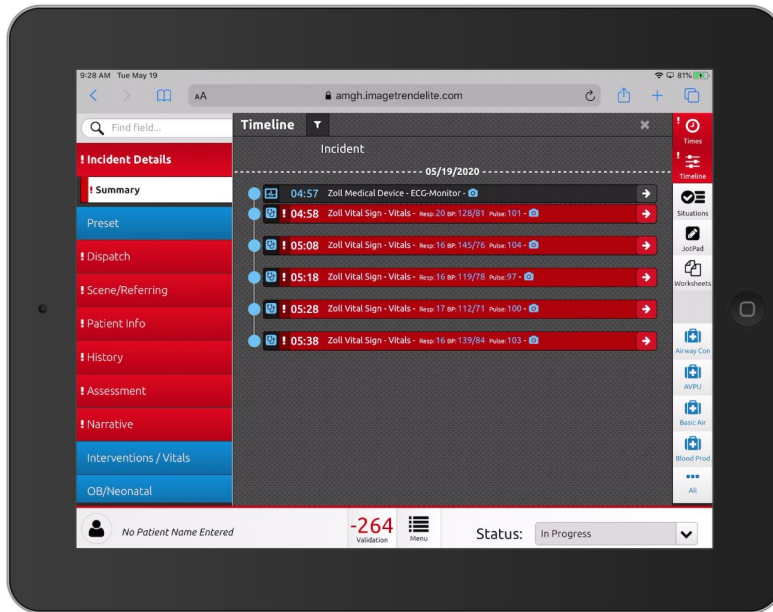 9:28 AM Tue May 19
81%
AA
amgh.imagetrendelite.com
Find field...
! Incident Details
! Summary
Preset
! Dispatch
! Scene/Referring
! Patient Info
! History
! Assessment
! Narrative
Interventions / Vitals
OB/Neonatal
Timeline
Incident
05/19/2020
04:57 Zoll Medical Device - ECG-Monitor -
! 04:58 Zoll Vital Sign - Vitals - Resp: 20 BP: 128/81 Pulse: 101 -
! 05:08 Zoll Vital Sign - Vitals - Resp: 16 BP: 145/76 Pulse: 104 -
! 05:18 Zoll Vital Sign - Vitals - Resp: 16 BP: 119/78 Pulse: 97 -
! 05:28 Zoll Vital Sign - Vitals - Resp: 17 BP: 112/71 Pulse: 100 -
! 05:38 Zoll Vital Sign - Vitals - Resp: 16 BP: 139/84 Pulse: 103 -
! Times
! Timeline
Situations
JotPad
Worksheets
Airway Con
AVPU
Basic Air
Blood Prod
All
No Patient Name Entered
-264
Validation
Menu
Status: In Progress